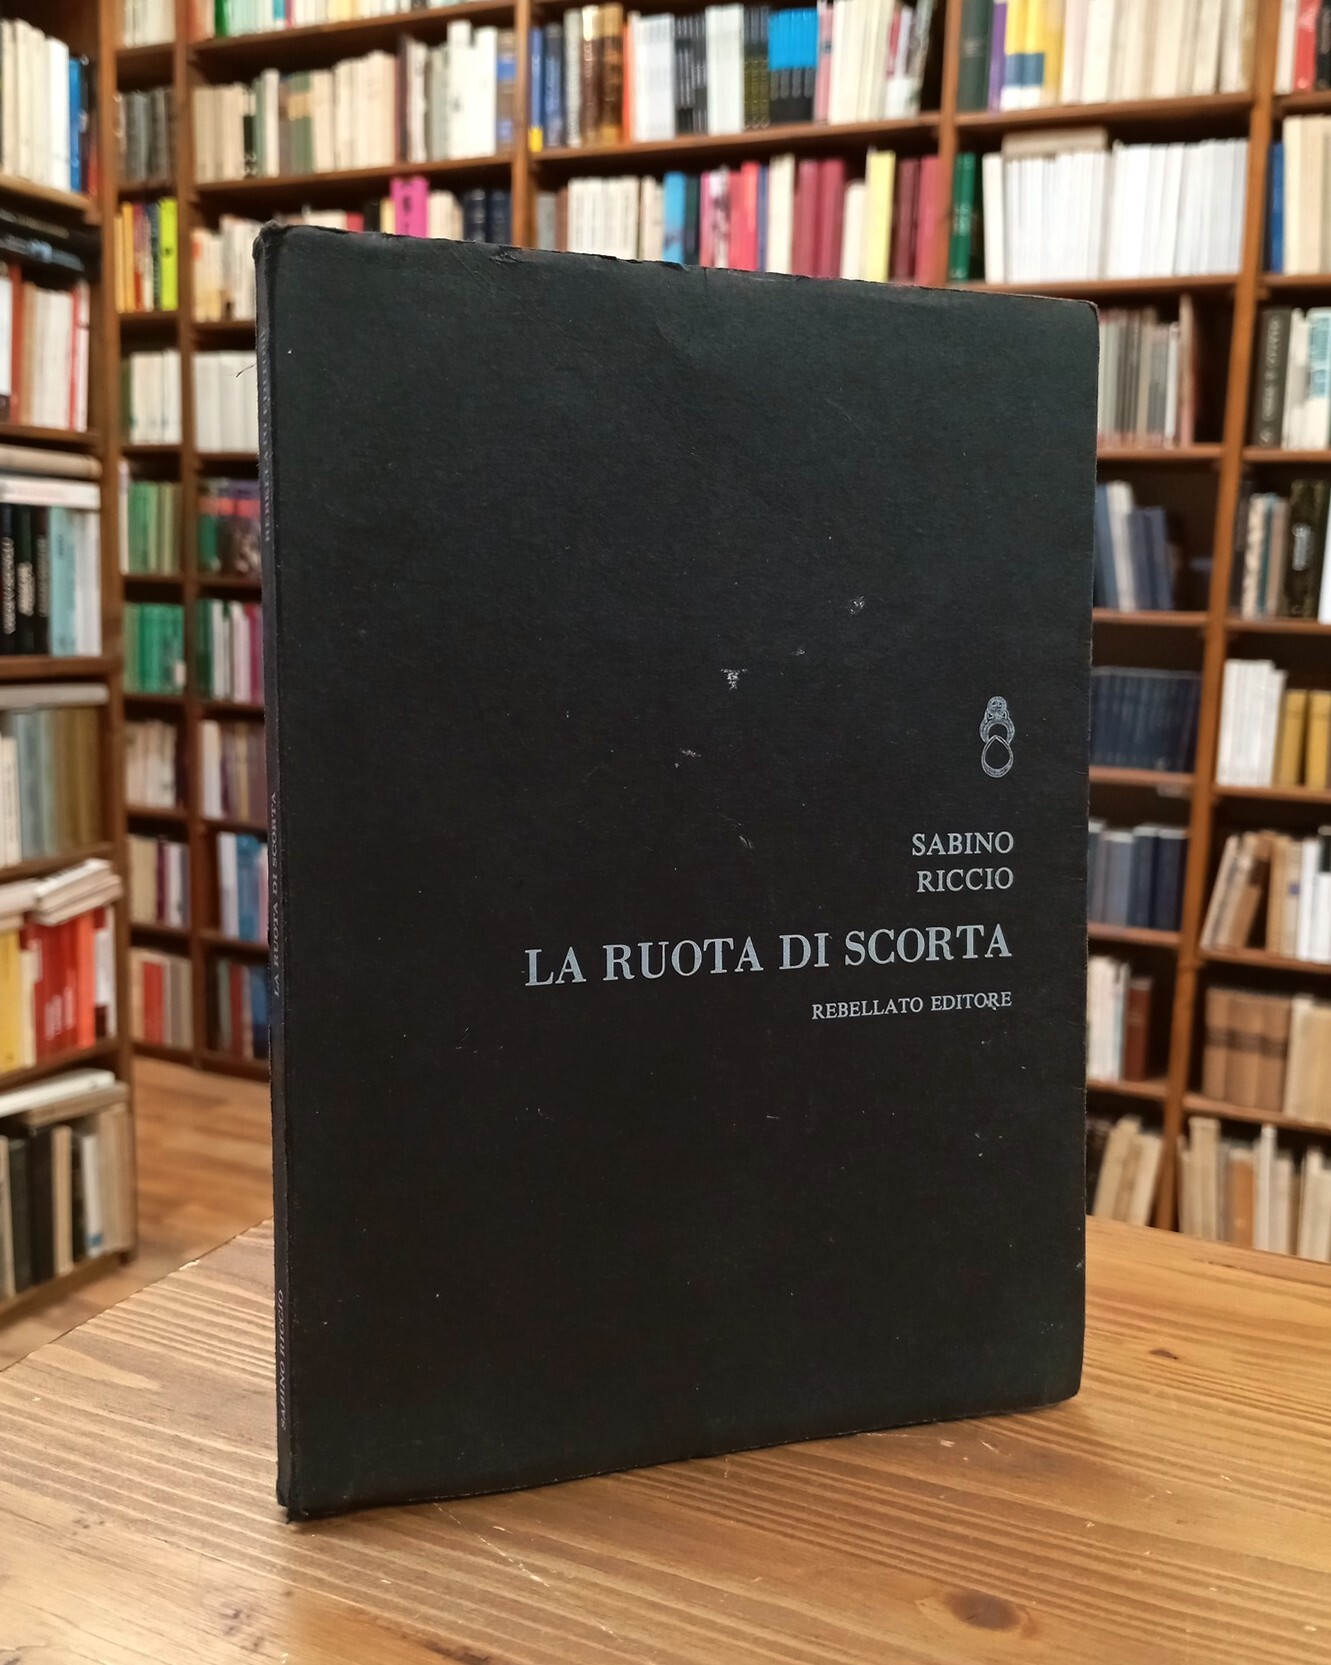 SABINO
RICCIO
LA RUOTA DI SCORTA
REBELLATO EDITORE
SABINO RICCIO
LA RUOTA DI SCORTA